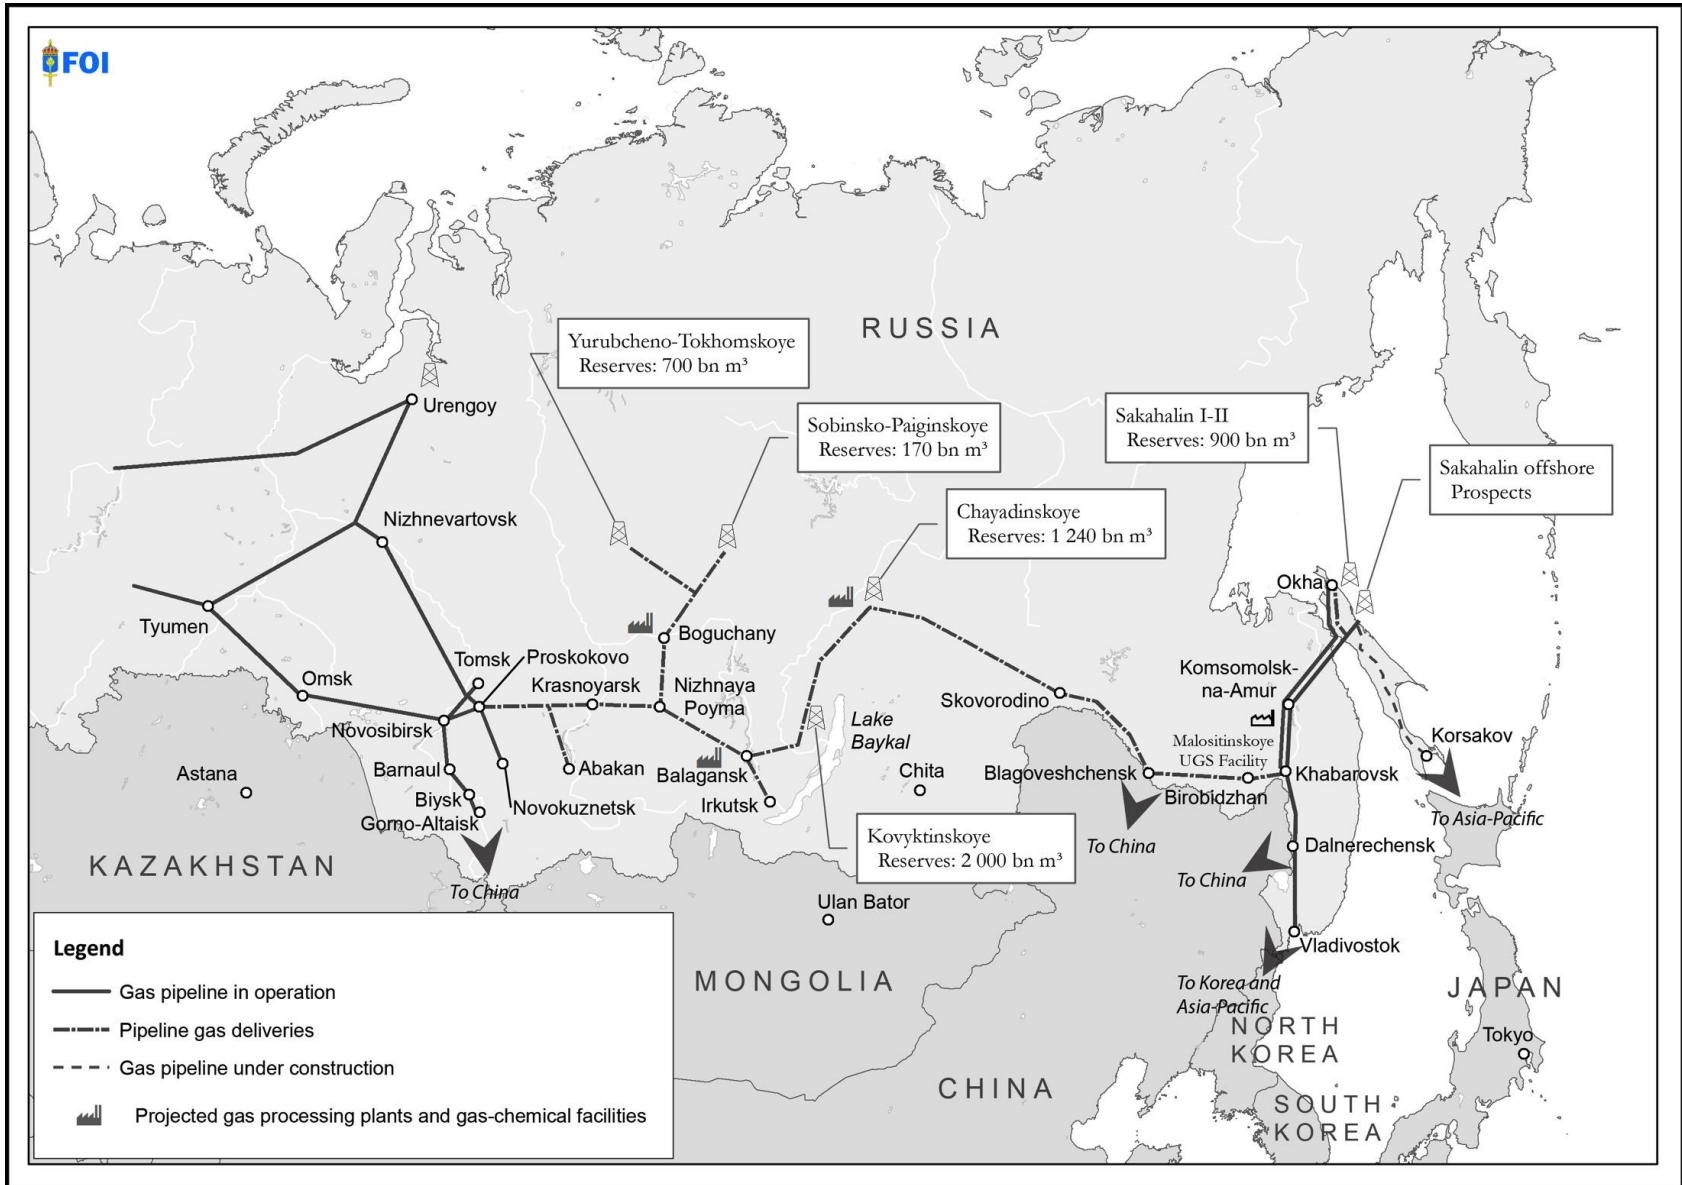 FOI
RUSSIA
Yurubcheno-Tokhomskoye
Reserves: 700 bn m³
Sobinsko-Paiginskoye
Reserves: 170 bn m³
Chayadinskoye
Reserves: 1 240 bn m³
Sakahalin I-II
Reserves: 900 bn m³
Sakahalin offshore
Prospects
Urengoy
Nizhnevartovsk
Tyumen
Omsk
Tomsk
Proskokovo
Krasnoyarsk
Boguchany
Nizhnaya
Poyma
Novosibirsk
Barnaul
Biysk
Gorno-Altaisk
Novokuznetsk
Abakan
Balagansk
Irkutsk
Lake
Baykal
Chita
Astana
Skovorodino
Blagoveshchensk
Birobidzhan
Okha
Komsomolsk-
na-Amur
Malositinskoye
UGS Facility
Khabarovsk
Korsakov
Dalnerechensk
Vladivostok
To China
To China
To China
To Asia-Pacific
To Korea and
Asia-Pacific
Kovyktinskoye
Reserves: 2 000 bn m³
KAZAKHSTAN
Ulan Bator
MONGOLIA
CHINA
NORTH
KOREA
SOUTH
KOREA
JAPAN
Tokyo
Legend
Gas pipeline in operation
Pipeline gas deliveries
Gas pipeline under construction
Projected gas processing plants and gas-chemical facilities